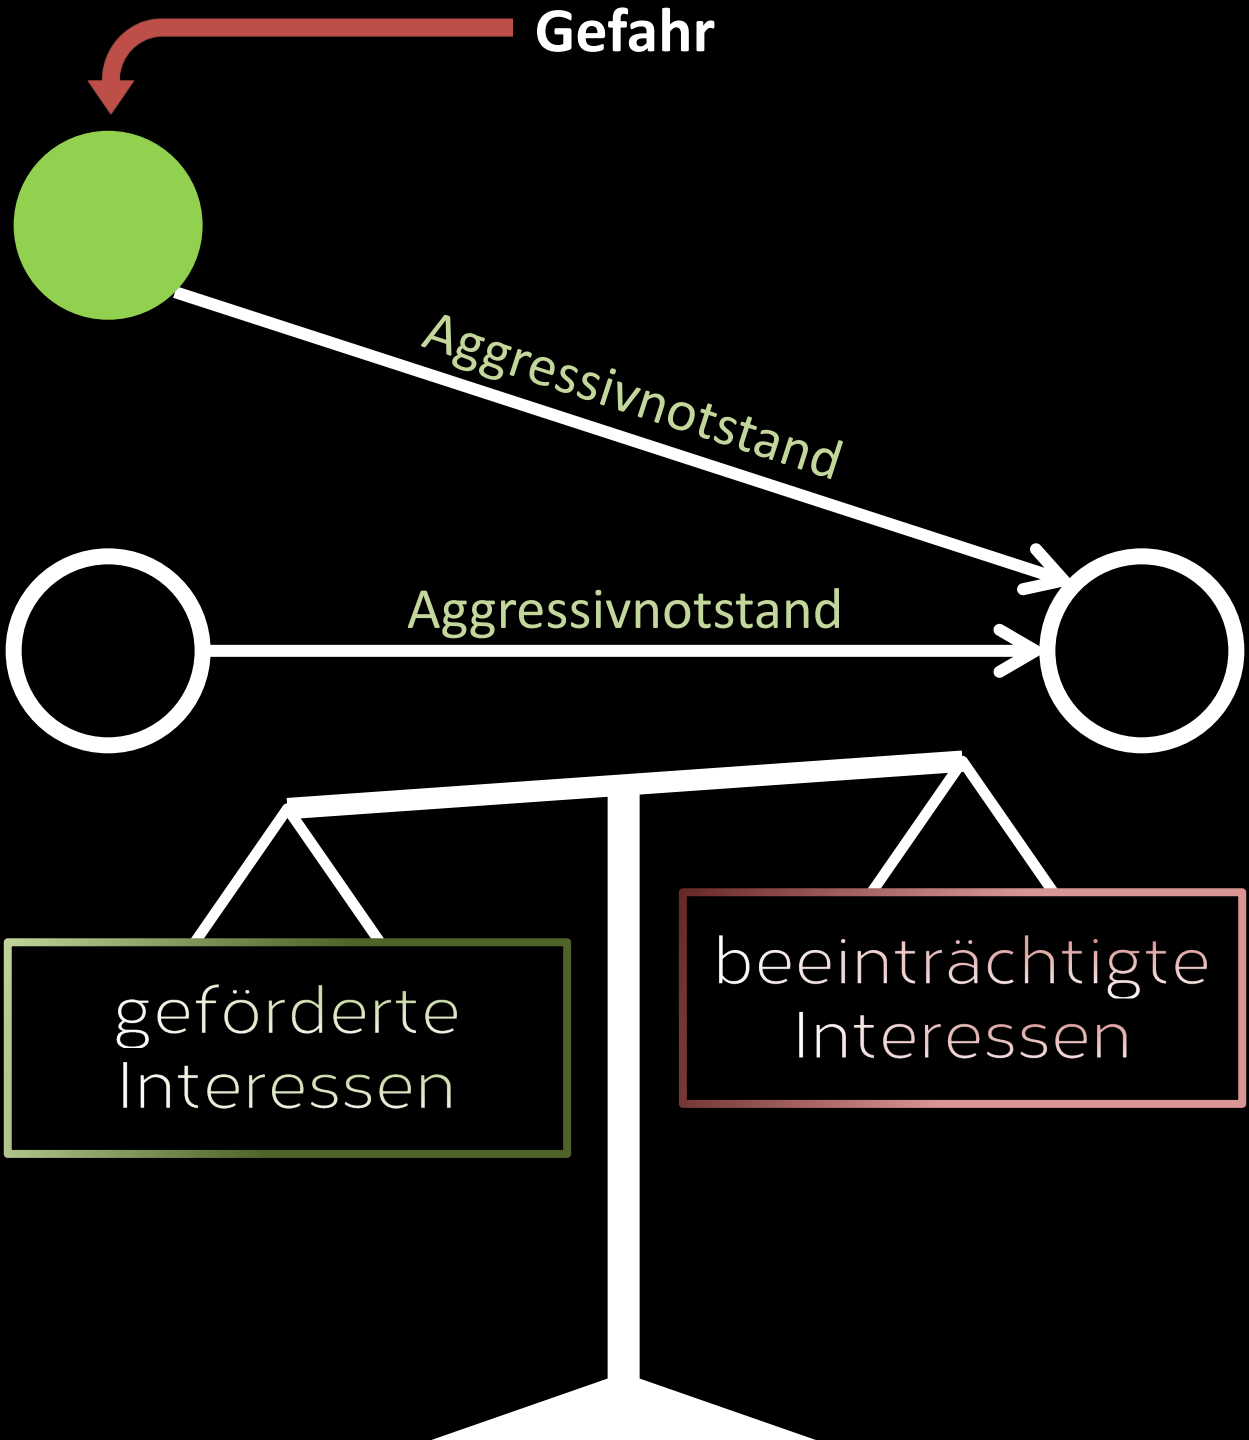 Gefahr
Aggressivnotstand
Aggressivnotstand
geförderte
Interessen
beeinträchtigte
Interessen